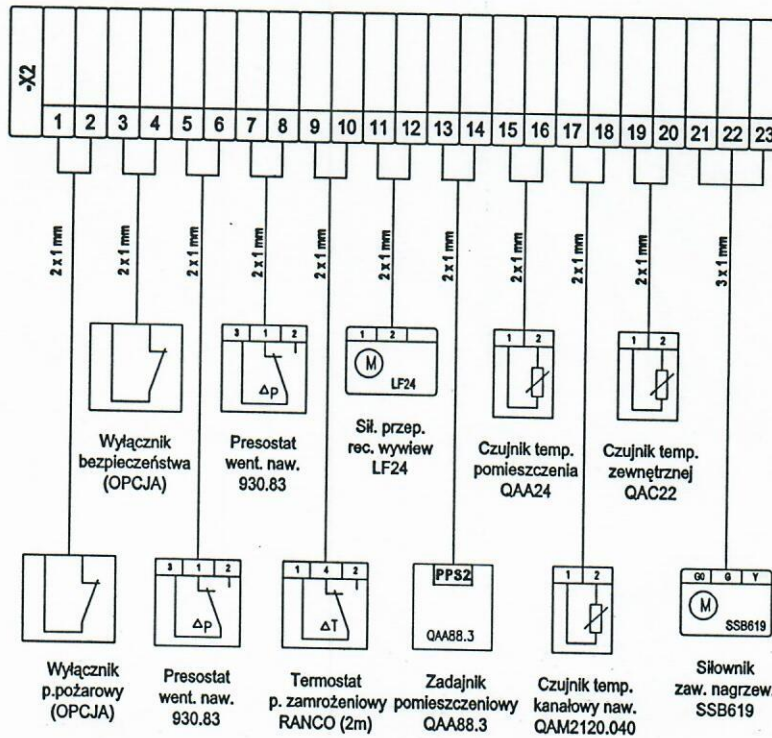 -X2
1 2 3 4 5 6 7 8 9 10 11 12 13 14 15 16 17 18 19 20 21 22 23
2 x 1 mm
2 x 1 mm
2 x 1 mm
2 x 1 mm
2 x 1 mm
2 x 1 mm
2 x 1 mm
2 x 1 mm
2 x 1 mm
2 x 1 mm
3 x 1 mm
Wyłącznik
bezpieczeństwa
(OPCJA)
3 1 2
Δp
Presostat
went. naw.
930.83
1 2
M
LF24
Sił. przep.
rec. wywiew
LF24
1 2
Czujnik temp.
pomieszczenia
QAA24
1 2
Czujnik temp.
zewnętrznej
QAC22
Wyłącznik
p.pożarowy
(OPCJA)
3 1 2
Δp
Presostat
went. naw.
930.83
1 4 2
ΔT
Termostat
p. zamrożeniowy
RANCO (2m)
PPS2
QAA88.3
Zadajnik
pomieszczeniowy
QAA88.3
1 2
Czujnik temp.
kanałowy naw.
QAM2120.040
G0 G Y
M
SSB619
Siłownik
zaw. nagrzew.
SSB619